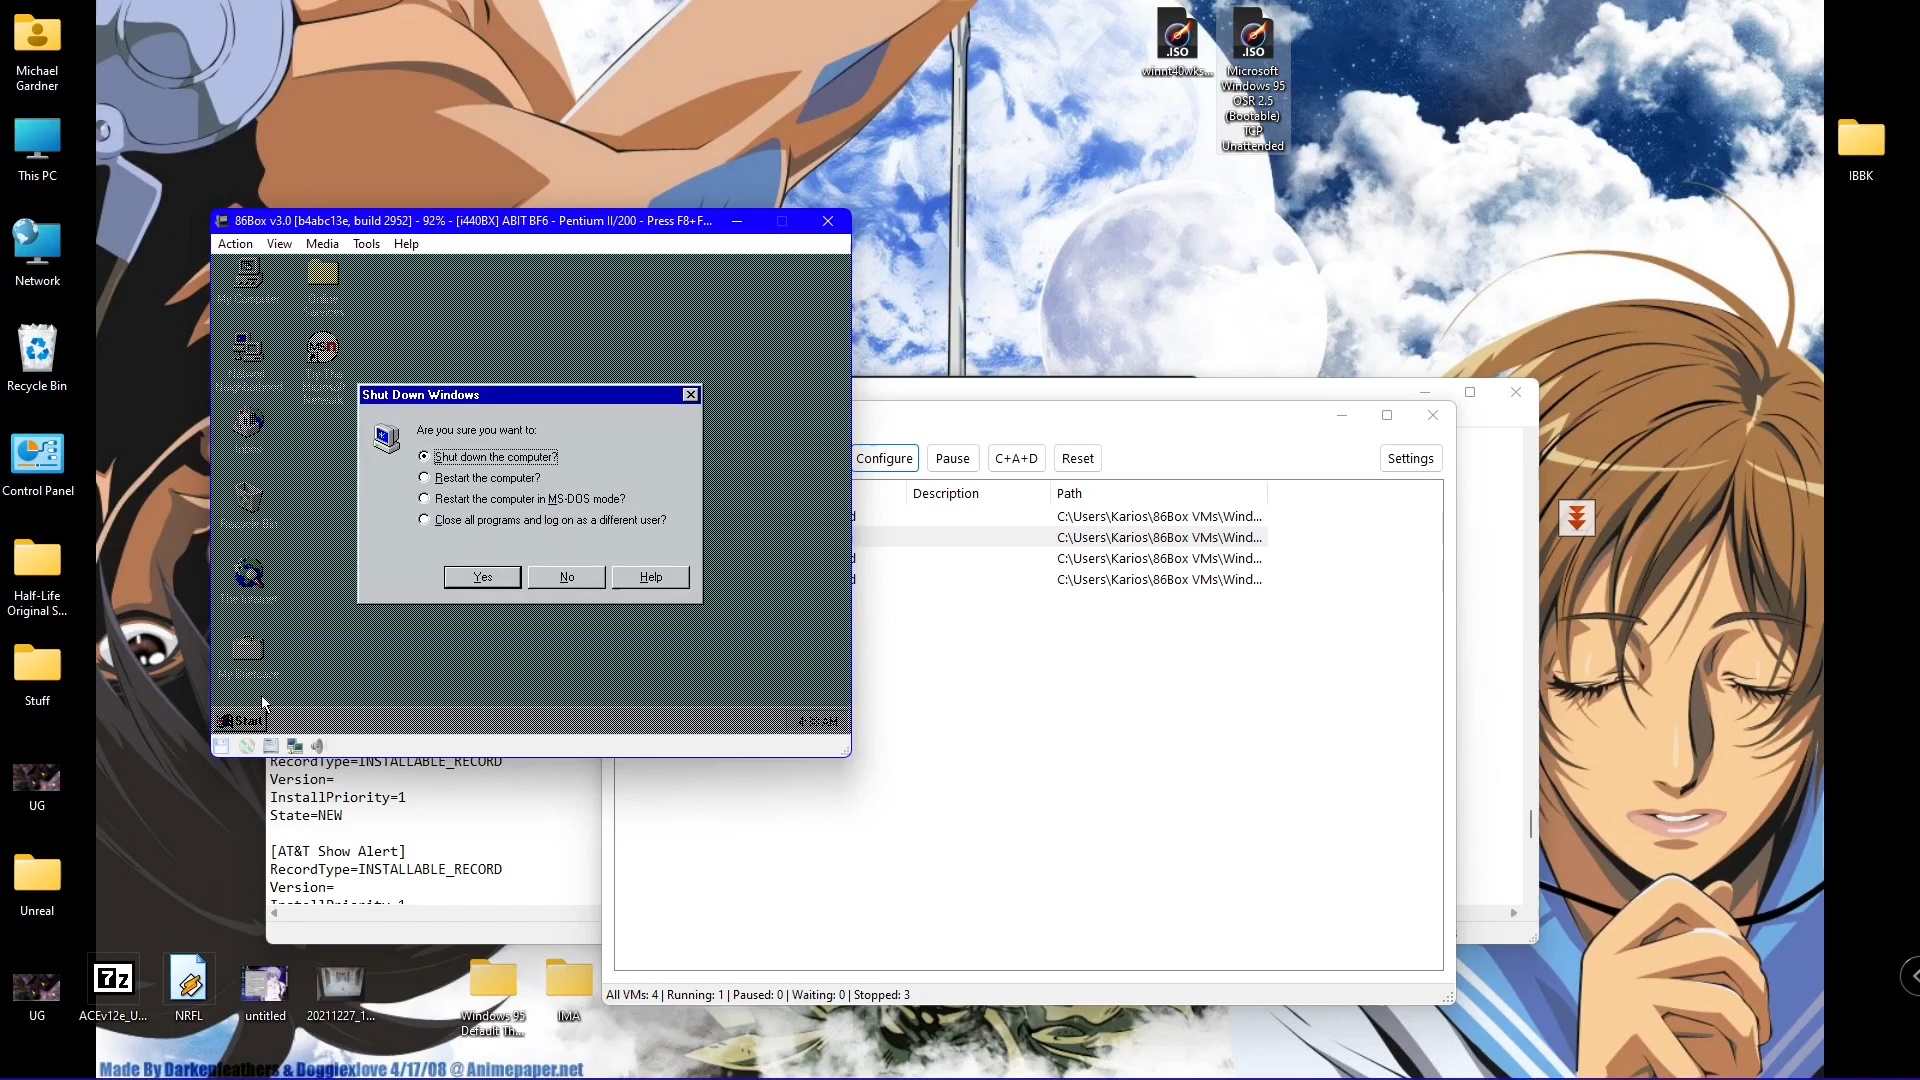 Michael
Gardner
This PC
Network
Recycle Bin
Control Panel
Half-Life
Original S...
Stuff
UG
Unreal
UG
ACEv12e_U...
NRFL
untitled
20211227_1...
Windows 95
Default Th...
IMA
.ISO
winnt40wks...
.ISO
Microsoft
Windows 95
OSR 2.5
(Bootable)
TCP
Unattended
IBBK
86Box v3.0 [b4abc13e, build 2952] - 92% - [i440BX] ABIT BF6 - Pentium II/200 - Press F8+F...
Action View Media Tools Help
Shut Down Windows
Are you sure you want to:
Shut down the computer?
Restart the computer?
Restart the computer in MS-DOS mode?
Close all programs and log on as a different user?
Yes No Help
Start
Configure Pause C+A+D Reset Settings
Description Path
C:\Users\Karios\86Box VMs\Wind...
C:\Users\Karios\86Box VMs\Wind...
C:\Users\Karios\86Box VMs\Wind...
C:\Users\Karios\86Box VMs\Wind...
All VMs: 4 | Running: 1 | Paused: 0 | Waiting: 0 | Stopped: 3
RecordType=INSTALLABLE_RECORD
Version=
InstallPriority=1
State=NEW
[AT&T Show Alert]
RecordType=INSTALLABLE_RECORD
Version=
7z
Made By Darkenfeathers & Doggiexlove 4/17/08 @ Animepaper.net